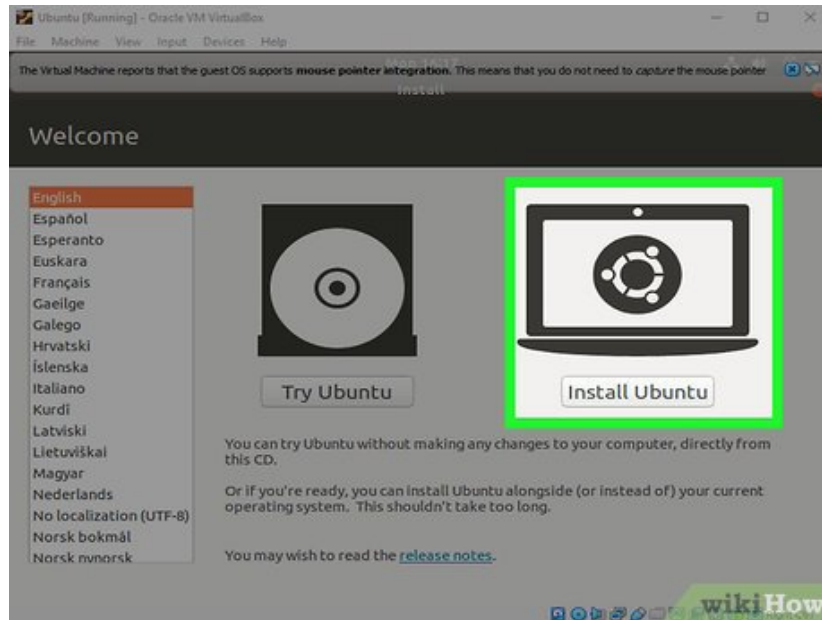 Ubuntu [Running] - Oracle VM VirtualBox
File Machine View Input Devices Help
The Virtual Machine reports that the guest OS supports mouse pointer integration. This means that you do not need to capture the mouse pointer
Install
Welcome
English
Español
Esperanto
Euskara
Français
Gaeilge
Galego
Hrvatski
Íslenska
Italiano
Kurdî
Latviski
Lietuviškai
Magyar
Nederlands
No localization (UTF-8)
Norsk bokmål
Norsk nynorsk
Try Ubuntu
Install Ubuntu
You can try Ubuntu without making any changes to your computer, directly from
this CD.
Or if you're ready, you can install Ubuntu alongside (or instead of) your current
operating system. This shouldn't take too long.
You may wish to read the release notes.
wikiHow